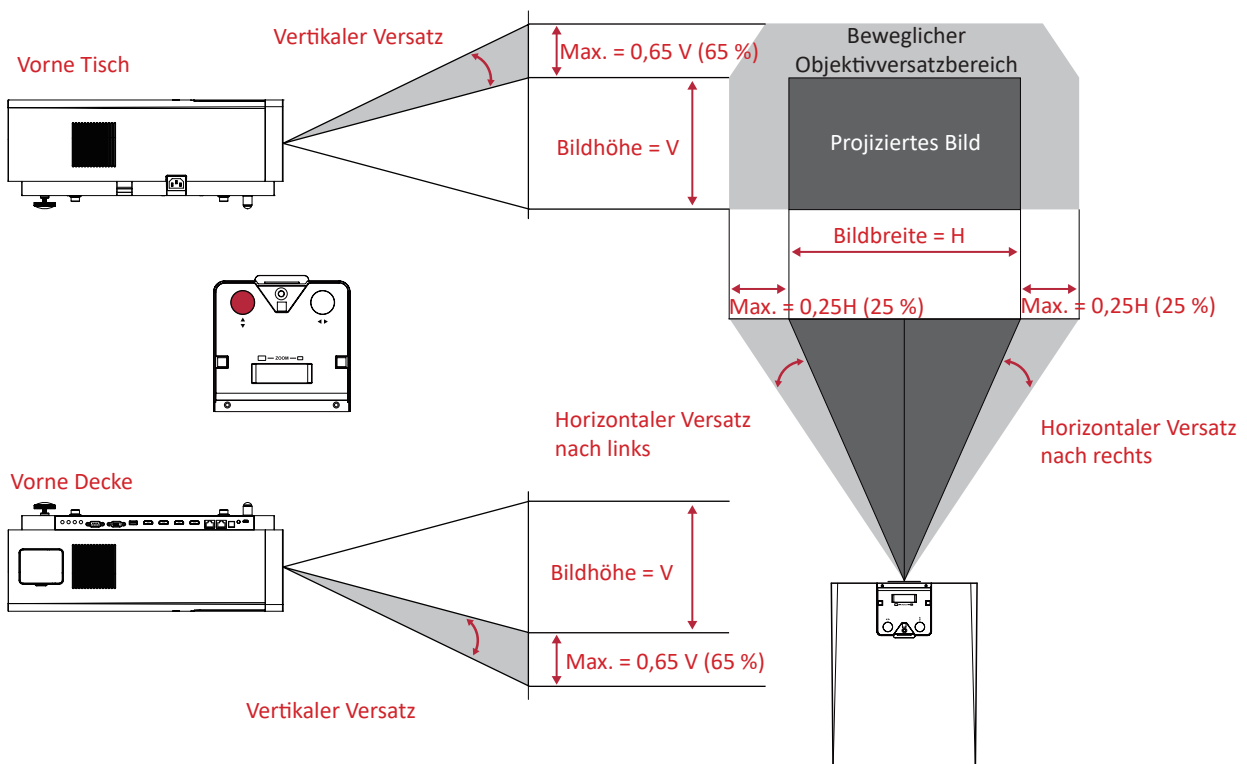 Vertikaler Versatz
Max. = 0,65 V (65 %)
Beweglicher
Objektivversatzbereich
Vorne Tisch
Bildhöhe = V
Projiziertes Bild
Bildbreite = H
Max. = 0,25H (25 %)
Max. = 0,25H (25 %)
ZOOM
Horizontaler Versatz
nach links
Horizontaler Versatz
nach rechts
Vorne Decke
Bildhöhe = V
Max. = 0,65 V (65 %)
Vertikaler Versatz